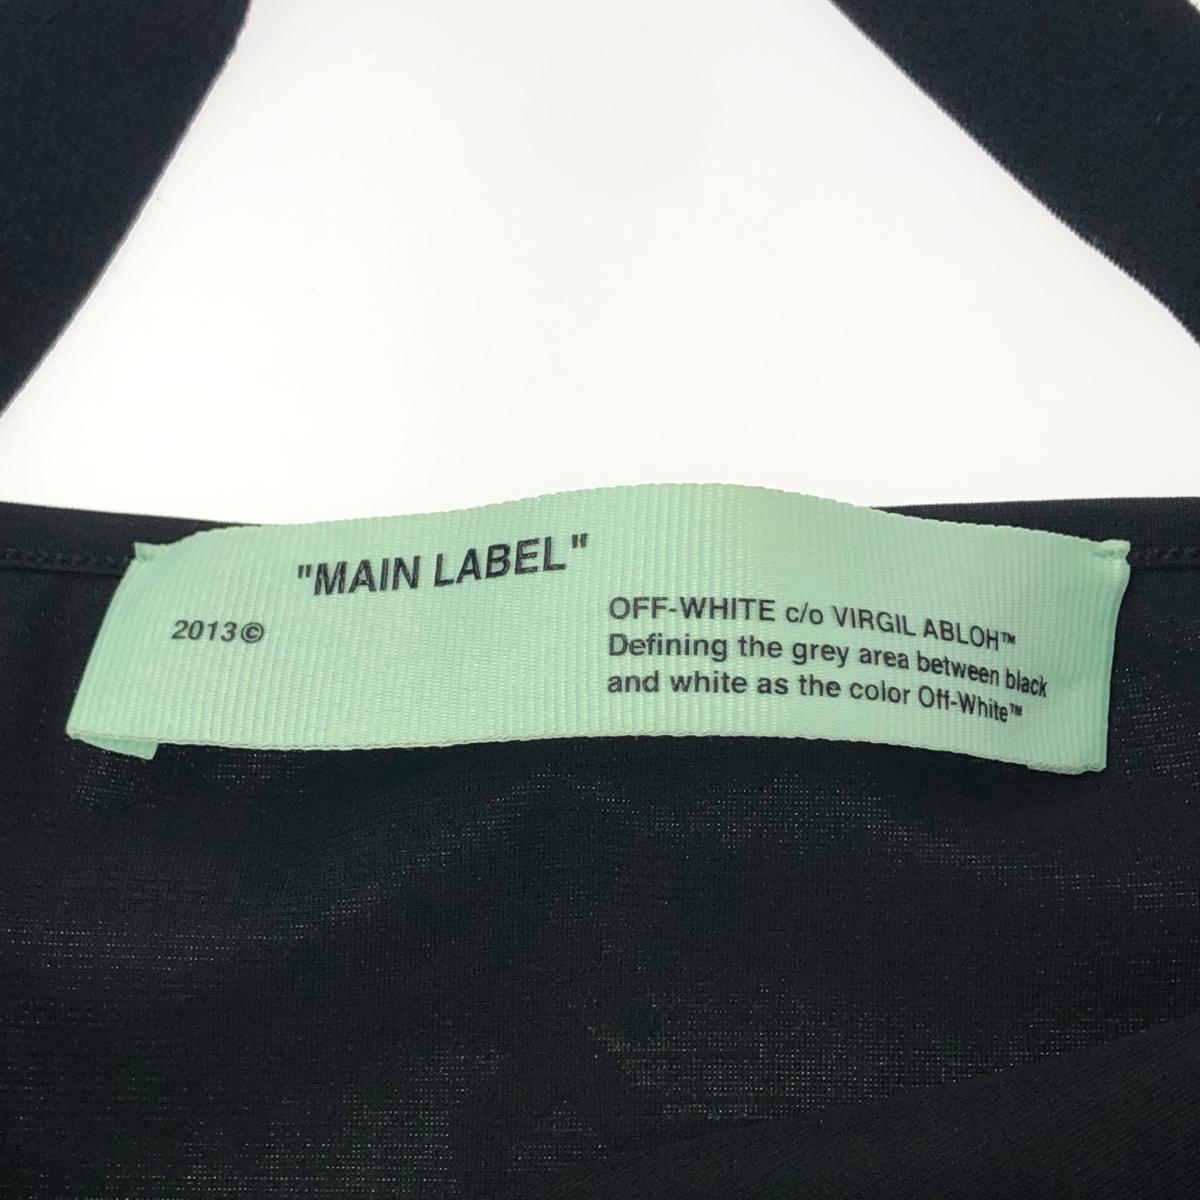 "MAIN LABEL"
2013©
OFF-WHITE c/o VIRGIL ABLOH™
Defining the grey area between black
and white as the color Off-White™